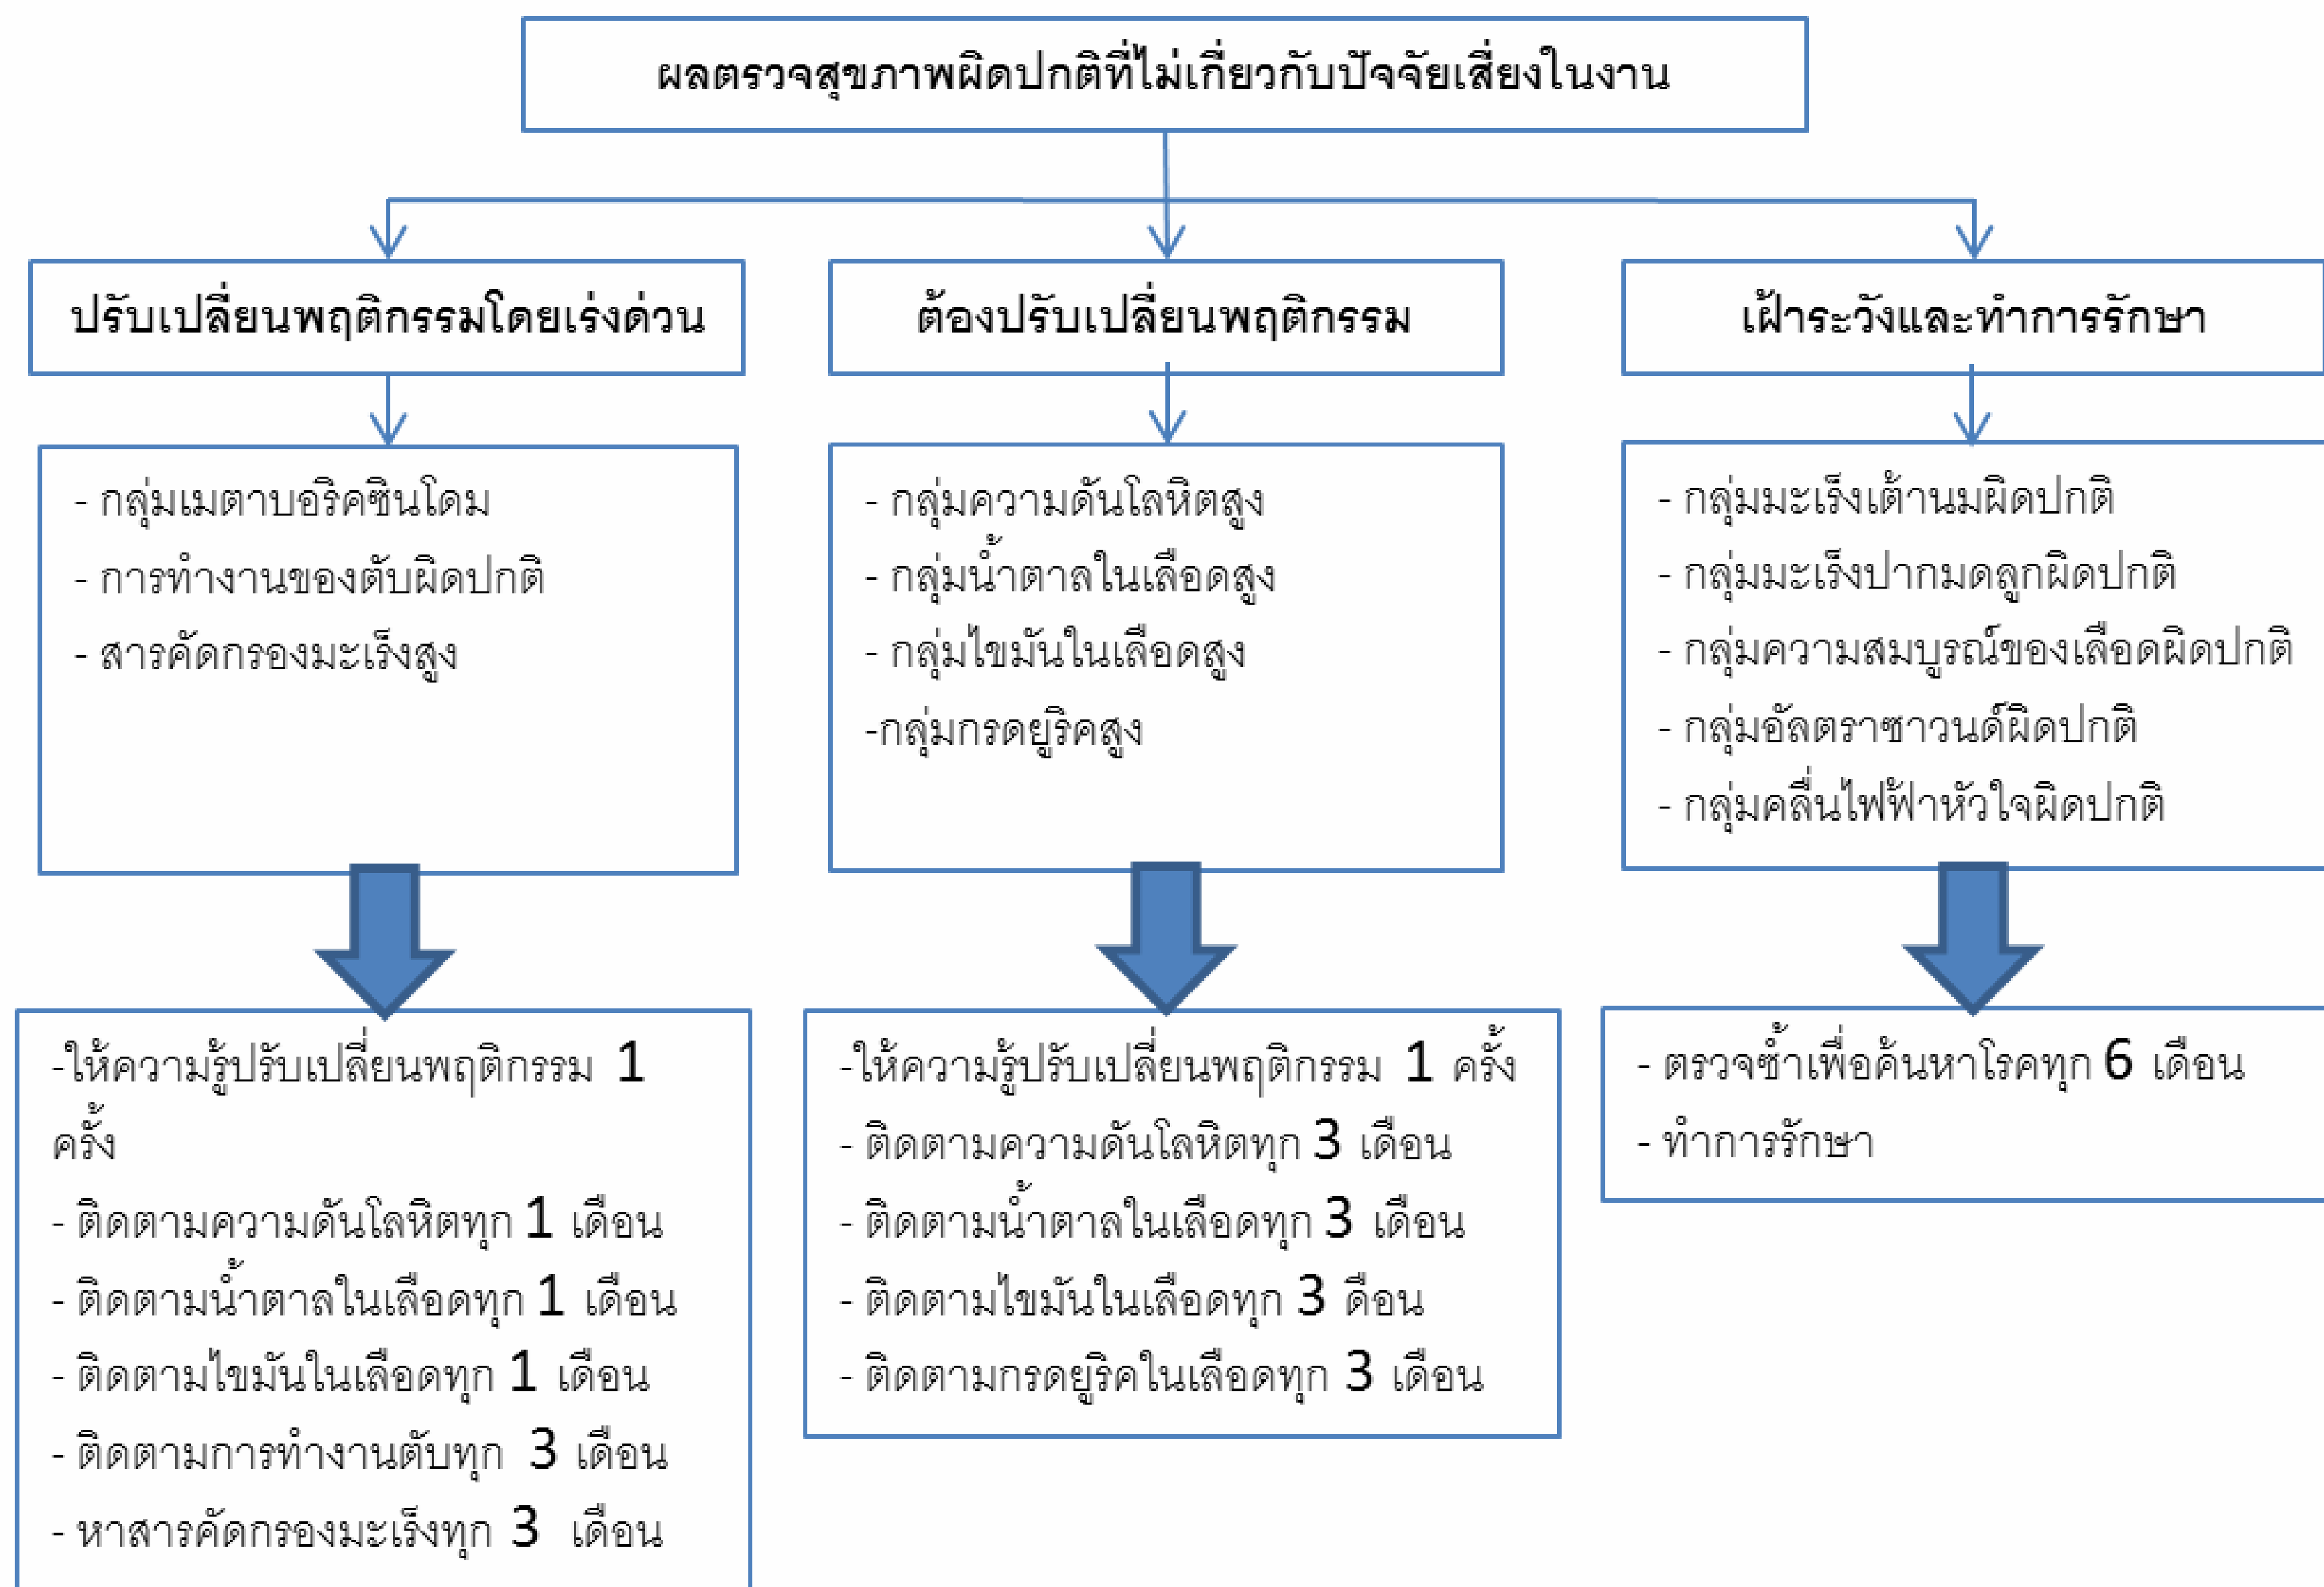 ผลตรวจสุขภาพผิดปกติที่ไม่เกี่ยวกับปัจจัยเสี่ยงในงาน
ปรับเปลี่ยนพฤติกรรมโดยเร่งด่วน
ต้องปรับเปลี่ยนพฤติกรรม
เฝ้าระวังและทำการรักษา
- กลุ่มเมตาบอริคซินโดม
- การทำงานของตับผิดปกติ
- สารคัดกรองมะเร็งสูง
- กลุ่มความดันโลหิตสูง
- กลุ่มน้ำตาลในเลือดสูง
- กลุ่มไขมันในเลือดสูง
-กลุ่มกรดยูริคสูง
- กลุ่มมะเร็งเต้านมผิดปกติ
- กลุ่มมะเร็งปากมดลูกผิดปกติ
- กลุ่มความสมบูรณ์ของเลือดผิดปกติ
- กลุ่มอัลตราซาวนด์ผิดปกติ
- กลุ่มคลื่นไฟฟ้าหัวใจผิดปกติ
-ให้ความรู้ปรับเปลี่ยนพฤติกรรม 1
ครั้ง
- ติดตามความดันโลหิตทุก 1 เดือน
- ติดตามน้ำตาลในเลือดทุก 1 เดือน
- ติดตามไขมันในเลือดทุก 1 เดือน
- ติดตามการทำงานตับทุก 3 เดือน
- หาสารคัดกรองมะเร็งทุก 3 เดือน
-ให้ความรู้ปรับเปลี่ยนพฤติกรรม 1 ครั้ง
- ติดตามความดันโลหิตทุก 3 เดือน
- ติดตามน้ำตาลในเลือดทุก 3 เดือน
- ติดตามไขมันในเลือดทุก 3 ดือน
- ติดตามกรดยูริคในเลือดทุก 3 เดือน
- ตรวจซ้ำเพื่อค้นหาโรคทุก 6 เดือน
- ทำการรักษา